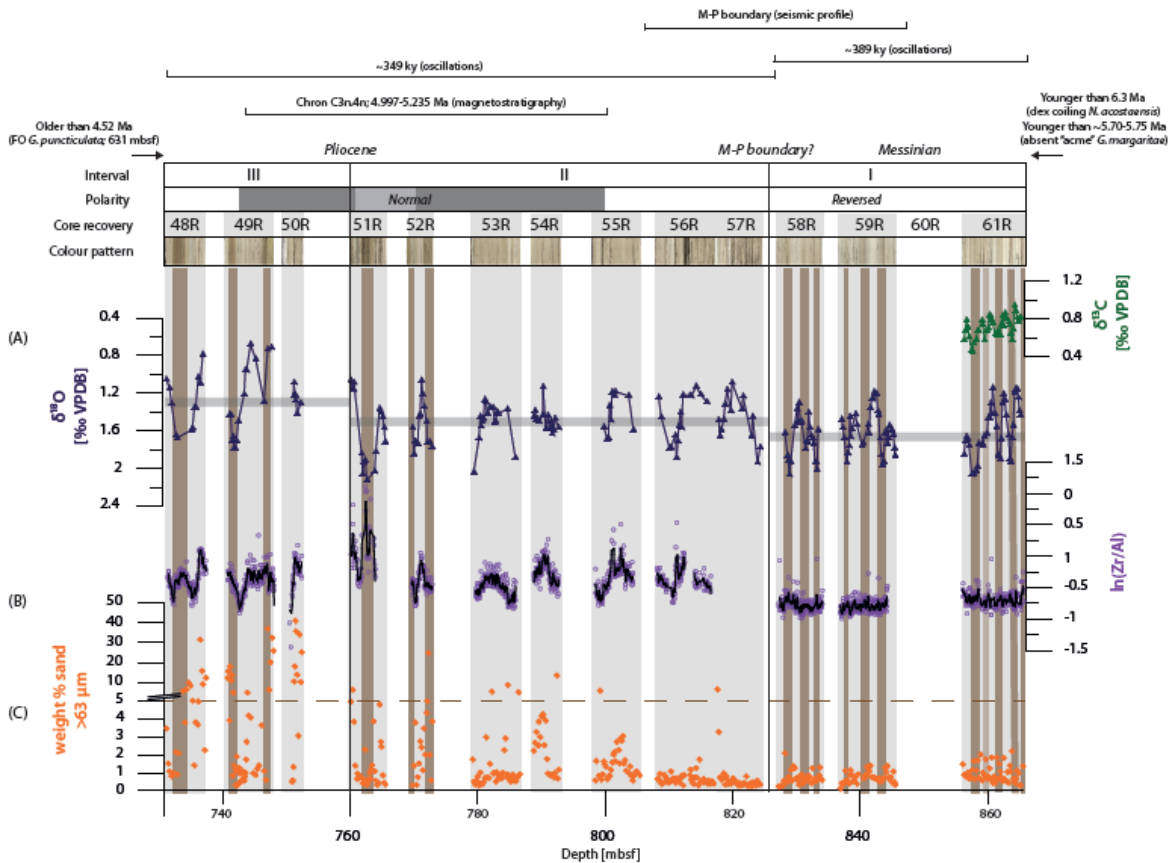 M-P boundary (seismic profile)
~389 ky (oscillations)
~349 ky (oscillations)
Chron C3n.4n; 4.997-5.235 Ma (magnetostratigraphy)
Older than 4.52 Ma
(FO G. puncticulata; 631 mbsf)
Younger than 6.3 Ma
(dex coiling N. acostaensis)
Younger than ~5.70-5.75 Ma
(absent "acme" G. margaritae)
Pliocene
M-P boundary?
Messinian
Interval
III
II
I
Polarity
Normal
Reversed
Core recovery
48R 49R 50R 51R 52R 53R 54R 55R 56R 57R 58R 59R 60R 61R
Colour pattern
(A)
δ18O
[‰ VPDB]
0.4
0.8
1.2
1.6
2
2.4
1.2
0.8
0.4
δ13C
[‰ VPDB]
1.5
0
0.5
1
-0.5
-1
-1.5
ln(Zr/Al)
(B)
(C)
weight % sand
>63 μm
50
40
30
20
10
5
4
3
2
1
0
740 760 780 800 820 840 860
Depth [mbsf]